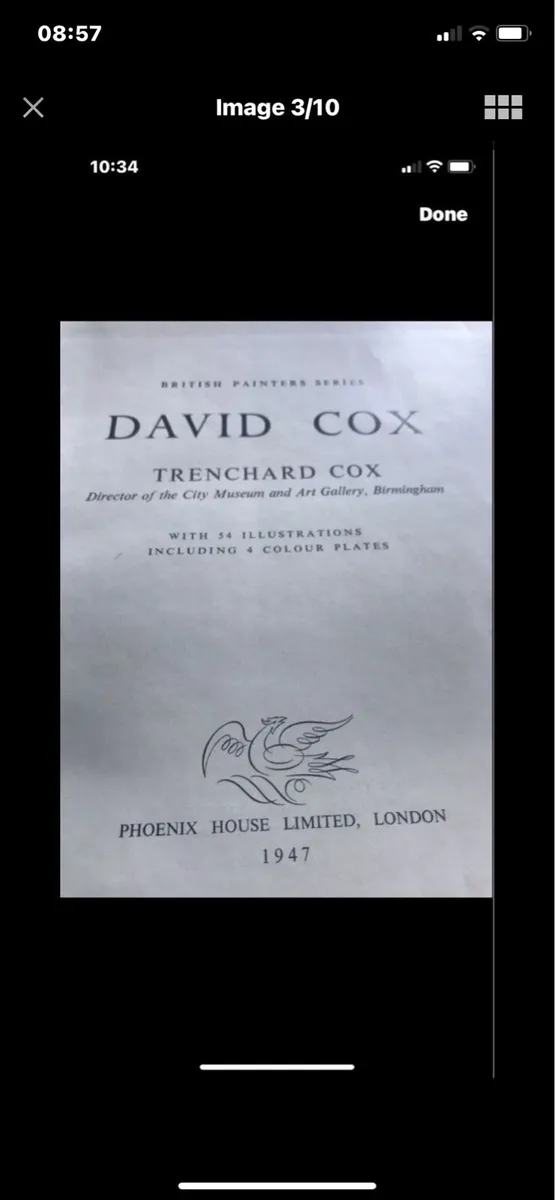 08:57
Image 3/10
10:34
Done
BRITISH PAINTERS SERIES
DAVID COX
TRENCHARD COX
Director of the City Museum and Art Gallery, Birmingham
WITH 54 ILLUSTRATIONS
INCLUDING 4 COLOUR PLATES
PHOENIX HOUSE LIMITED, LONDON
1947